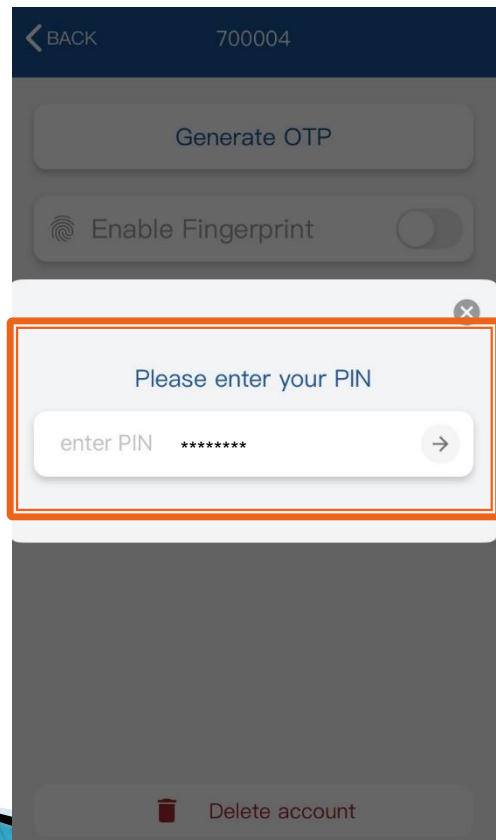 BACK 700004
Generate OTP
Enable Fingerprint
Please enter your PIN
enter PIN ********
Delete account